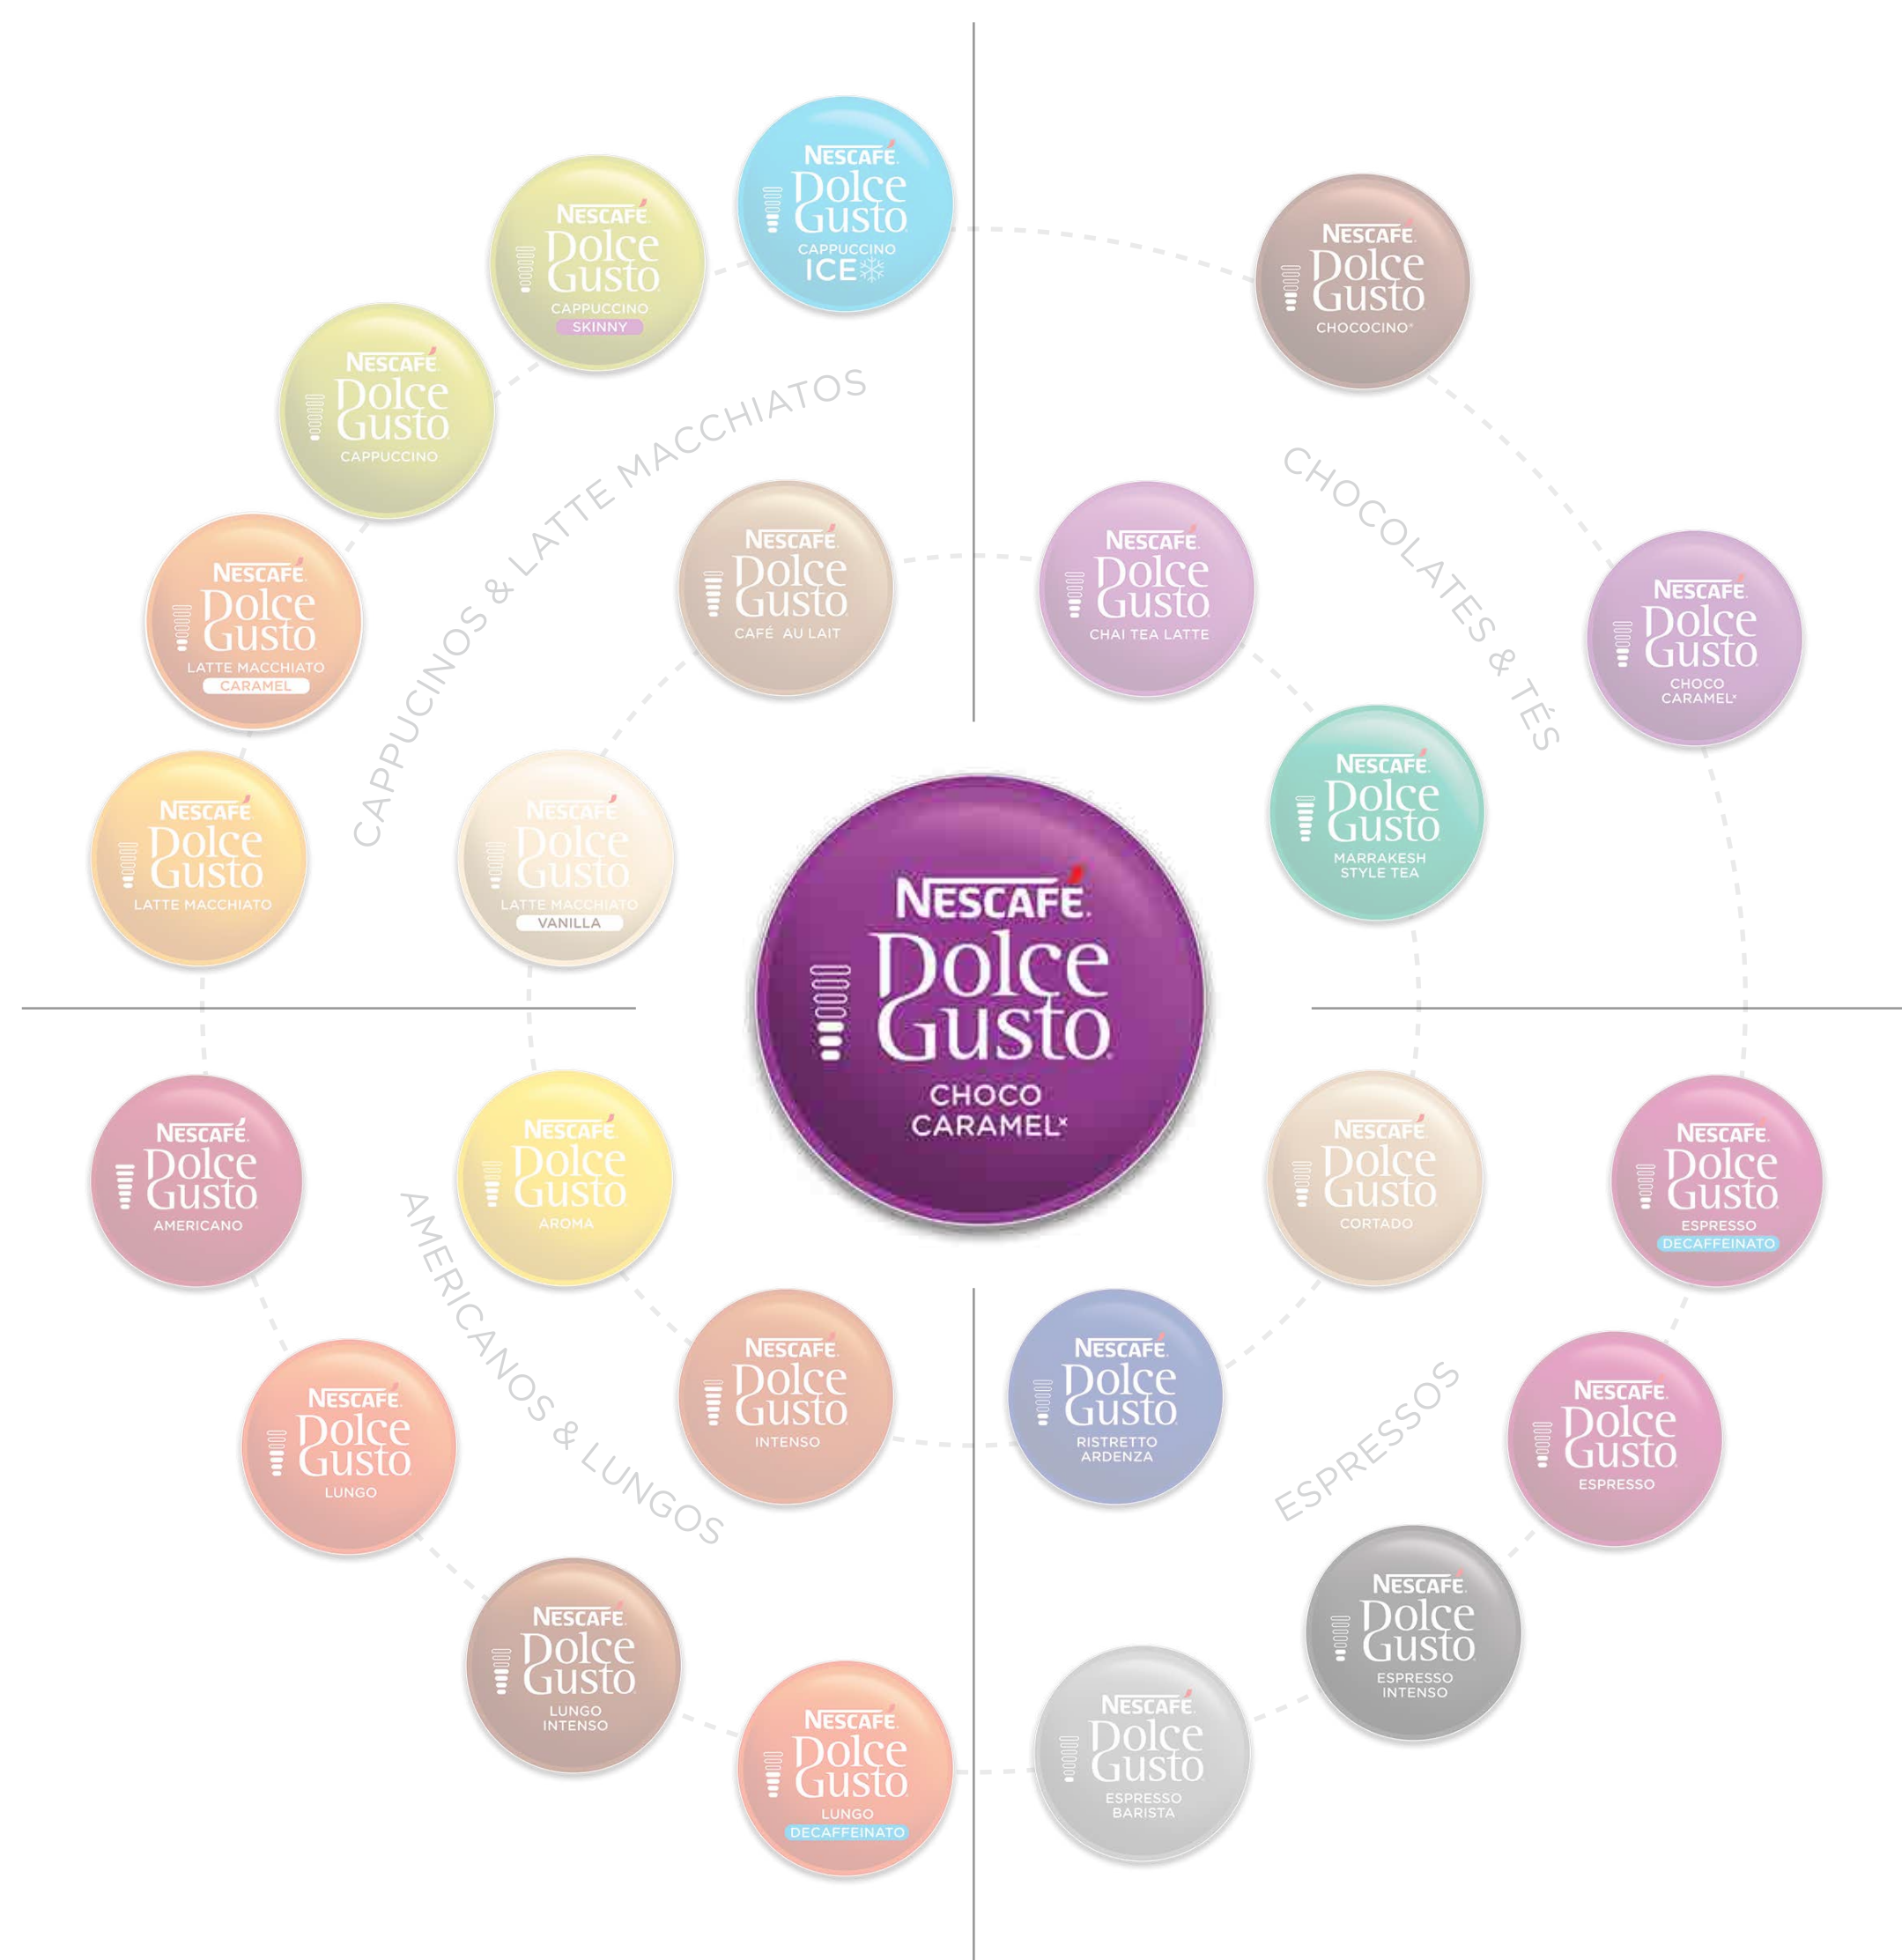 NESCAFÉ
Dolce
Gusto
CAPPUCCINO
ICE
NESCAFÉ
Dolce
Gusto
CAPPUCCINO
SKINNY
NESCAFÉ
Dolce
Gusto
CAPPUCCINO
NESCAFÉ
Dolce
Gusto
LATTE MACCHIATO
CARAMEL
NESCAFÉ
Dolce
Gusto
LATTE MACCHIATO
CAPPUCINOS & LATTE MACCHIATOS
NESCAFÉ
Dolce
Gusto
CAFÉ AU LAIT
NESCAFÉ
Dolce
Gusto
LATTE MACCHIATO
VANILLA
NESCAFÉ
Dolce
Gusto
CHOCOCINO®
NESCAFÉ
Dolce
Gusto
CHOCO
CARAMEL*
CHOCOLATES & TÉS
NESCAFÉ
Dolce
Gusto
CHAI TEA LATTE
NESCAFÉ
Dolce
Gusto
MARRAKESH
STYLE TEA
NESCAFÉ
Dolce
Gusto
CHOCO
CARAMEL*
NESCAFÉ
Dolce
Gusto
AMERICANO
NESCAFÉ
Dolce
Gusto
AROMA
AMERICANOS & LUNGOS
NESCAFÉ
Dolce
Gusto
INTENSO
NESCAFÉ
Dolce
Gusto
LUNGO
NESCAFÉ
Dolce
Gusto
LUNGO
INTENSO
NESCAFÉ
Dolce
Gusto
LUNGO
DECAFFEINATO
NESCAFÉ
Dolce
Gusto
CORTADO
NESCAFÉ
Dolce
Gusto
ESPRESSO
DECAFFEINATO
NESCAFÉ
Dolce
Gusto
RISTRETTO
ARDENZA
ESPRESSOS
NESCAFÉ
Dolce
Gusto
ESPRESSO
NESCAFÉ
Dolce
Gusto
ESPRESSO
INTENSO
NESCAFÉ
Dolce
Gusto
ESPRESSO
BARISTA